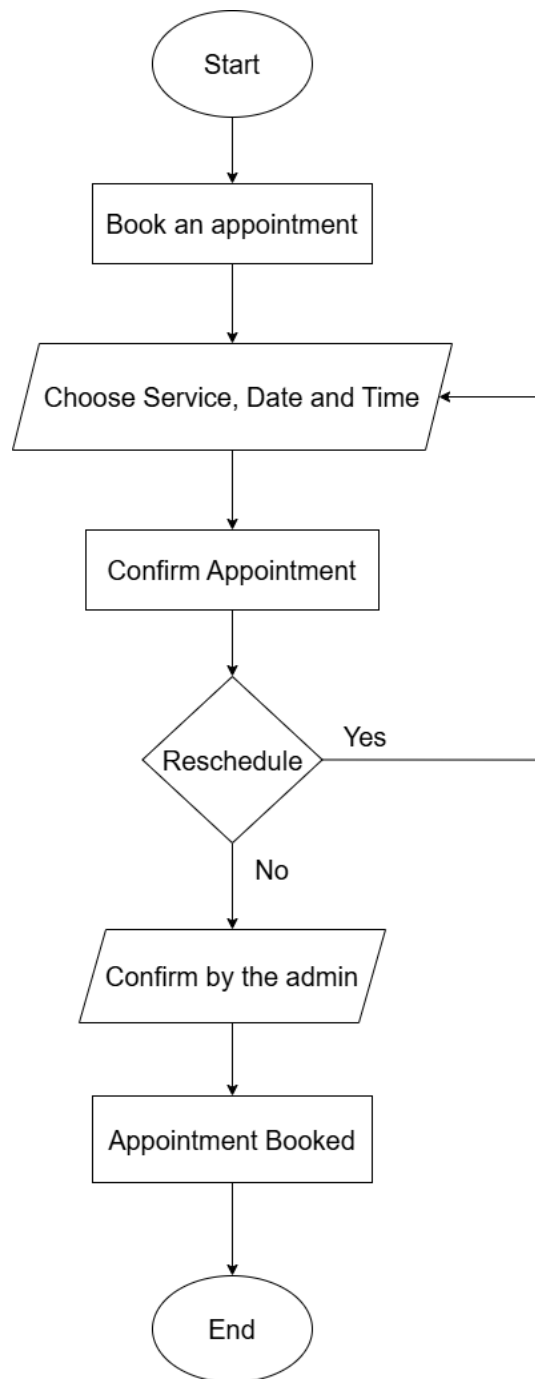 Start
Book an appointment
Choose Service, Date and Time
Confirm Appointment
Reschedule
Yes
No
Confirm by the admin
Appointment Booked
End